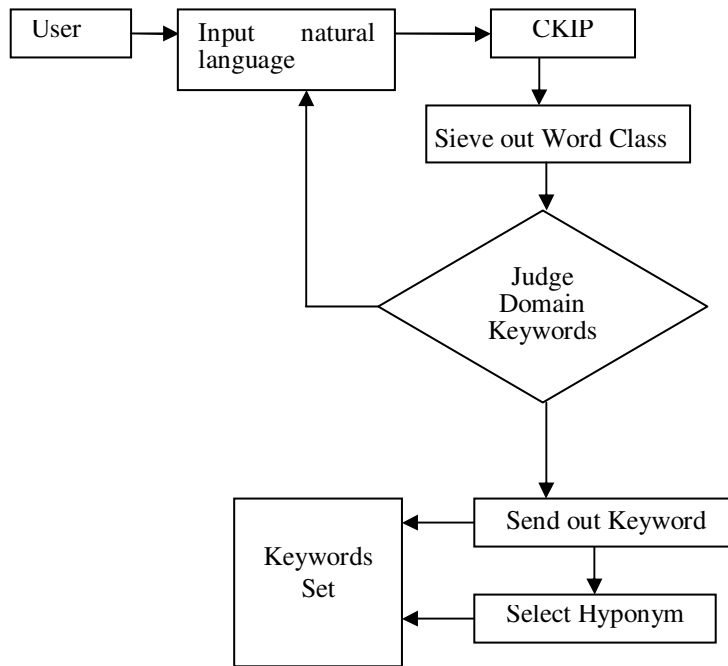 User
Input natural
language
CKIP
Sieve out Word Class
Judge
Domain
Keywords
Send out Keyword
Keywords
Set
Select Hyponym